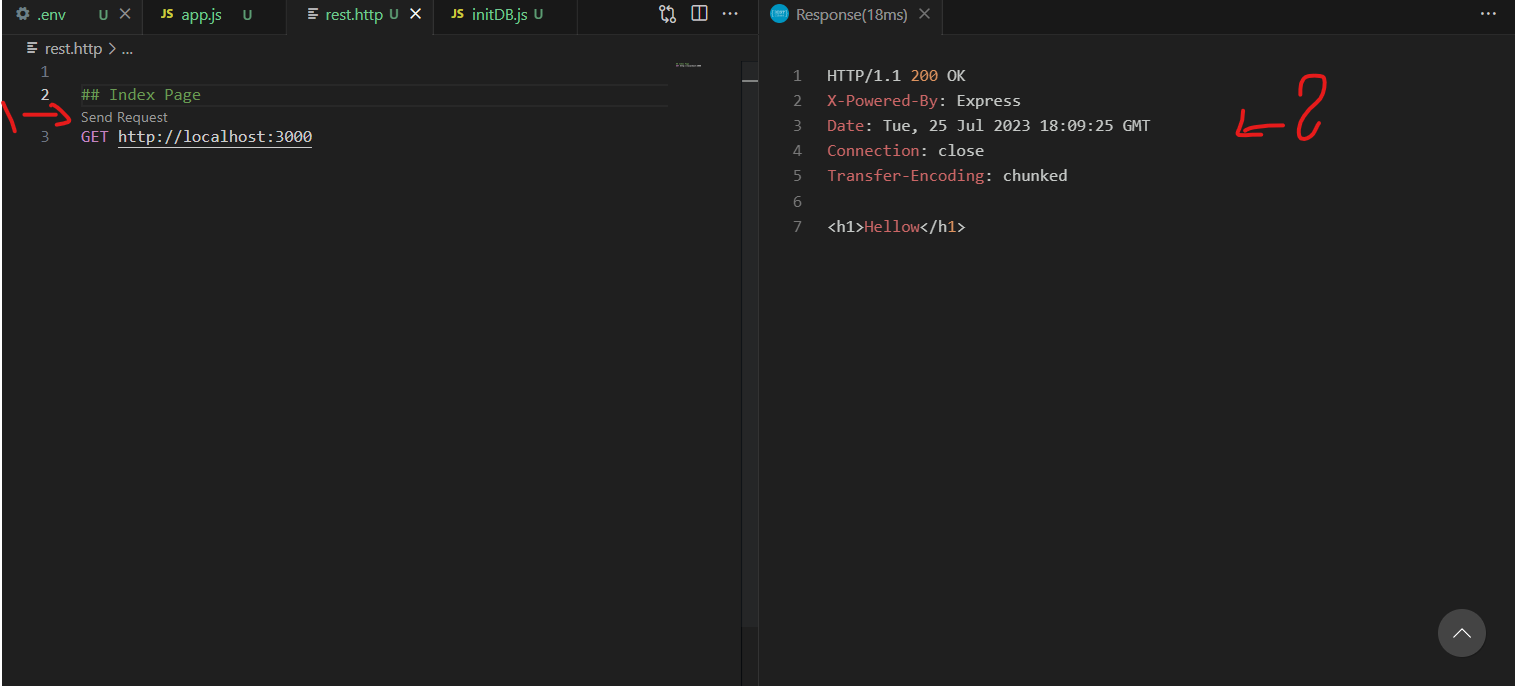 .env U
JS app.js U
rest.http U
JS initDB.js U
Response(18ms)
rest.http > ...
1
2 ## Index Page
Send Request
3 GET http://localhost:3000
1 HTTP/1.1 200 OK
2 X-Powered-By: Express
3 Date: Tue, 25 Jul 2023 18:09:25 GMT
4 Connection: close
5 Transfer-Encoding: chunked
6
7 <h1>Hellow</h1>